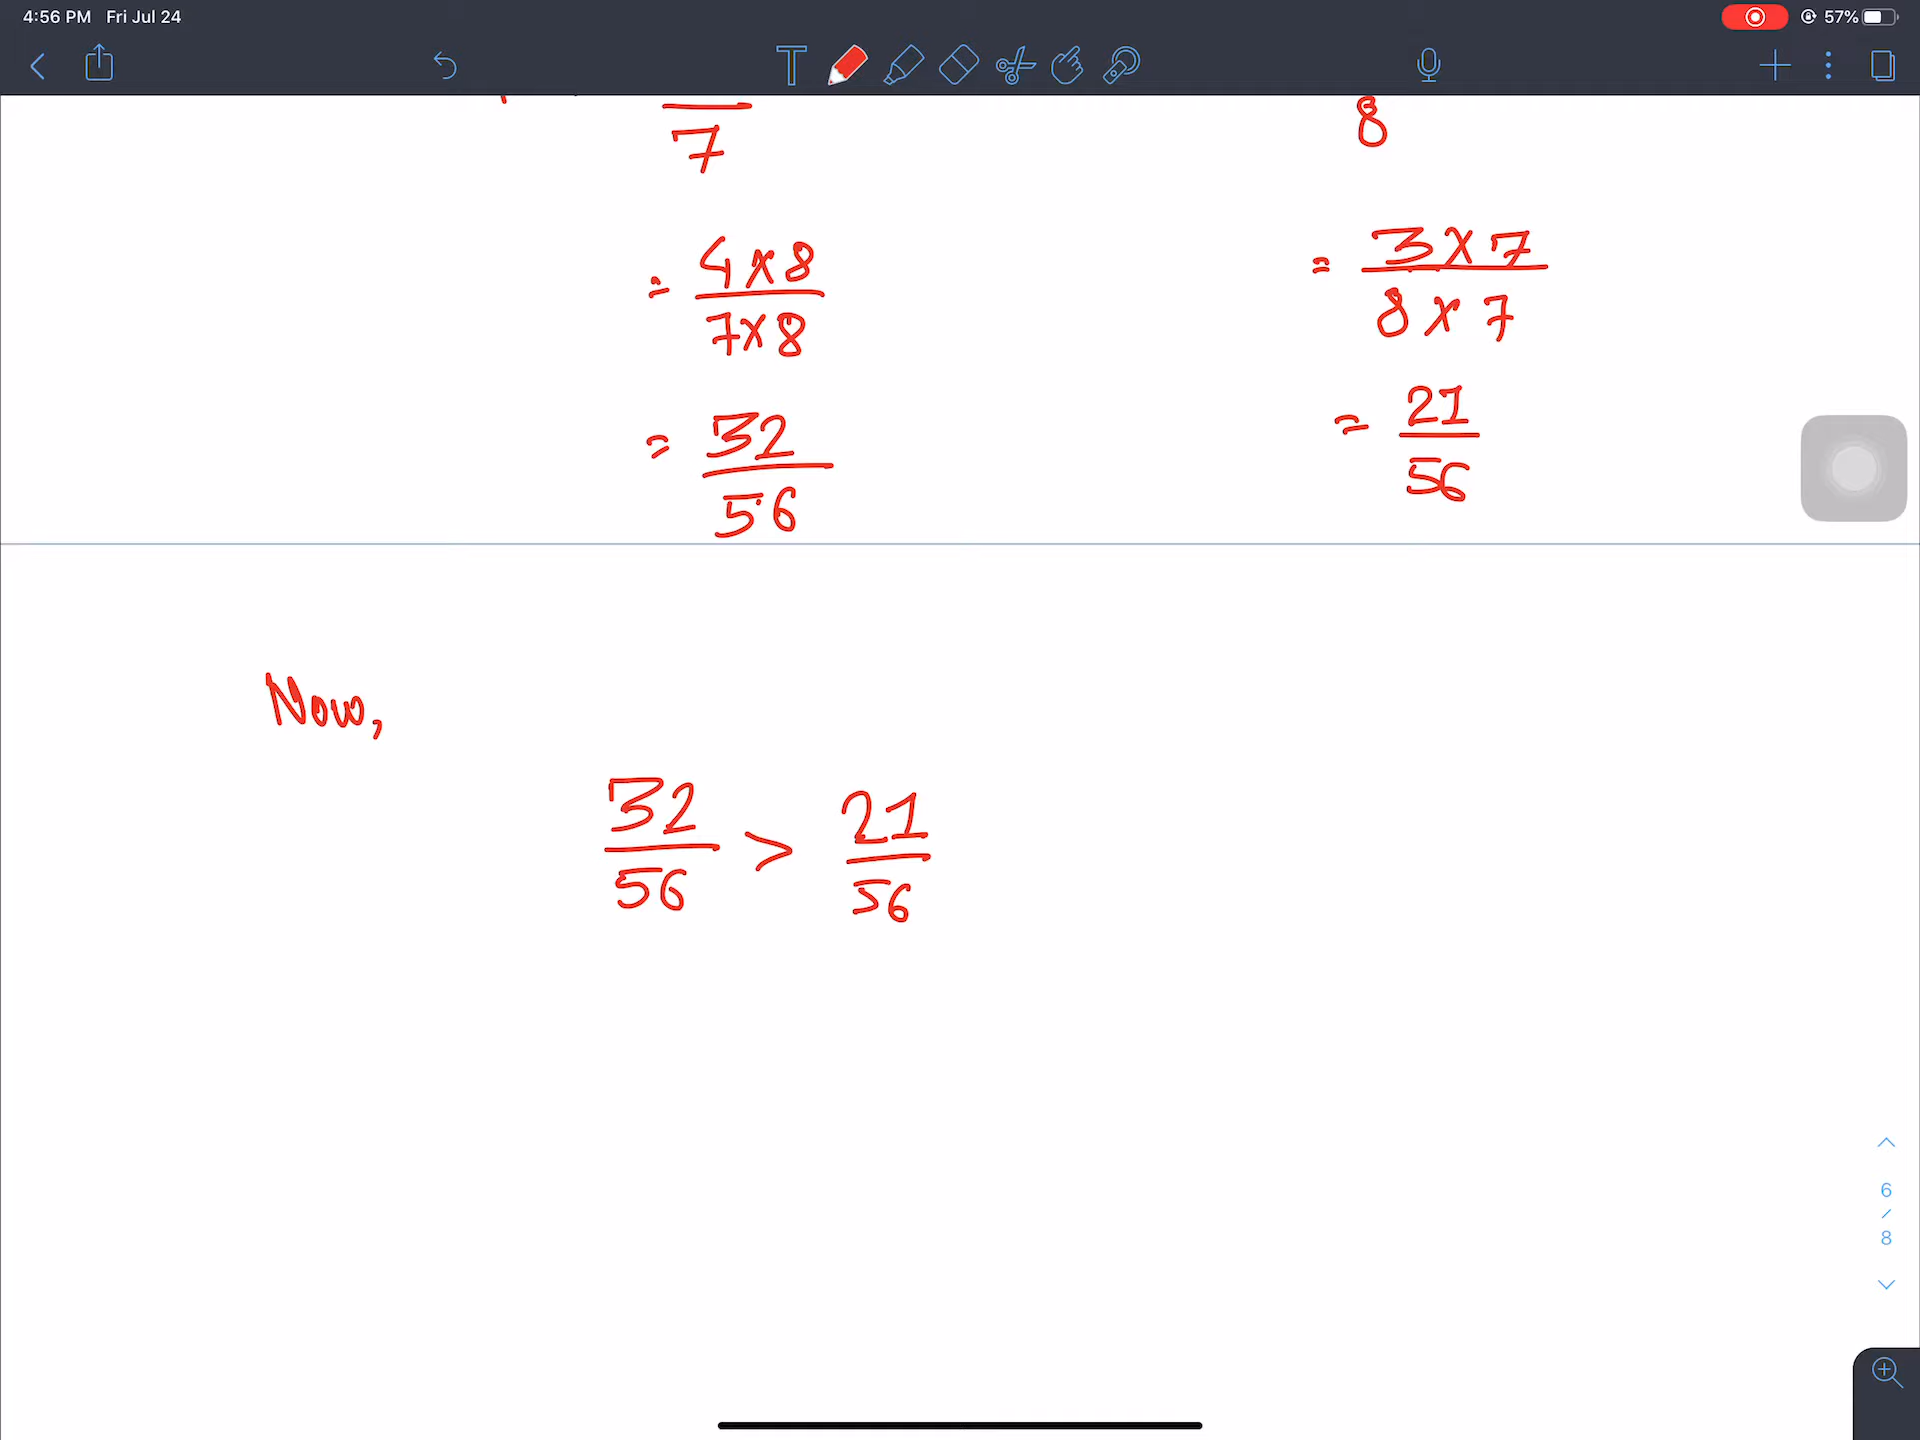 4:56 PM Fri Jul 24
57%
7
8
= 4x8
7x8
= 3x7
8x7
= 32
56
= 21
56
Now,
32 > 21
56 56
6
/
8